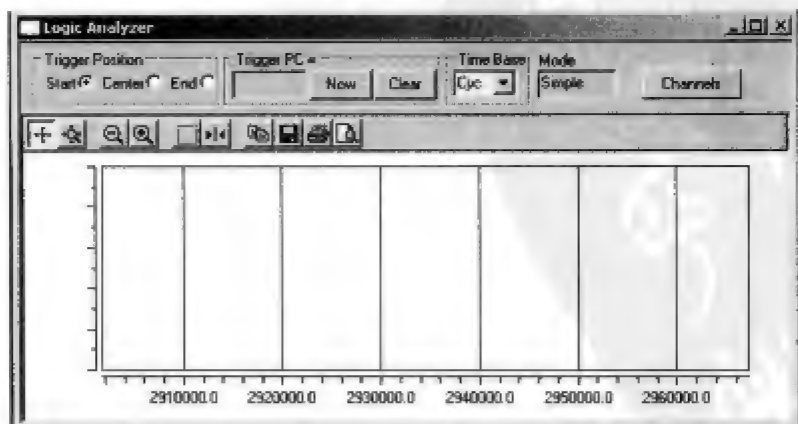 Logic Analyzer
Trigger Position
Start Center End
Trigger PC =
Now Clear
Time Base
Cyc
Mode
Simple
Channels
2910000.0 2920000.0 2930000.0 2940000.0 2950000.0 2960000.0